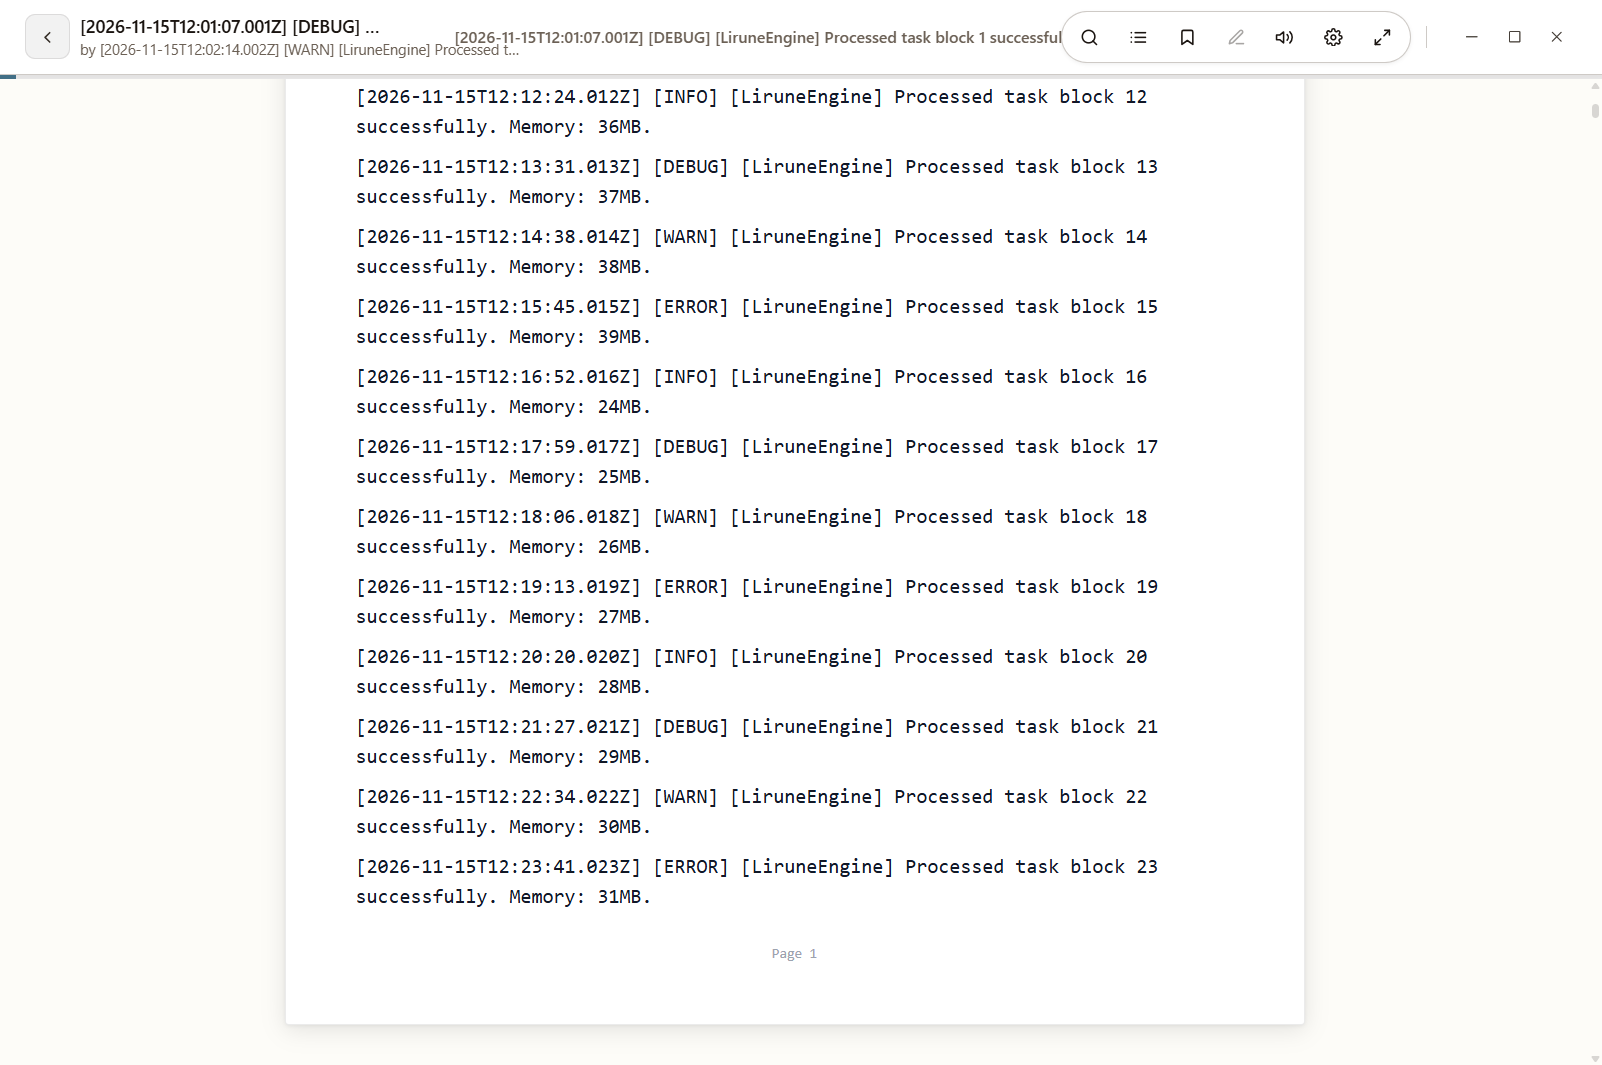 [2026-11-15T12:01:07.001Z] [DEBUG] ...
by [2026-11-15T12:02:14.002Z] [WARN] [LiruneEngine] Processed t...
[2026-11-15T12:01:07.001Z] [DEBUG] [LiruneEngine] Processed task block 1 successful
[2026-11-15T12:12:24.012Z] [INFO] [LiruneEngine] Processed task block 12
successfully. Memory: 36MB.
[2026-11-15T12:13:31.013Z] [DEBUG] [LiruneEngine] Processed task block 13
successfully. Memory: 37MB.
[2026-11-15T12:14:38.014Z] [WARN] [LiruneEngine] Processed task block 14
successfully. Memory: 38MB.
[2026-11-15T12:15:45.015Z] [ERROR] [LiruneEngine] Processed task block 15
successfully. Memory: 39MB.
[2026-11-15T12:16:52.016Z] [INFO] [LiruneEngine] Processed task block 16
successfully. Memory: 24MB.
[2026-11-15T12:17:59.017Z] [DEBUG] [LiruneEngine] Processed task block 17
successfully. Memory: 25MB.
[2026-11-15T12:18:06.018Z] [WARN] [LiruneEngine] Processed task block 18
successfully. Memory: 26MB.
[2026-11-15T12:19:13.019Z] [ERROR] [LiruneEngine] Processed task block 19
successfully. Memory: 27MB.
[2026-11-15T12:20:20.020Z] [INFO] [LiruneEngine] Processed task block 20
successfully. Memory: 28MB.
[2026-11-15T12:21:27.021Z] [DEBUG] [LiruneEngine] Processed task block 21
successfully. Memory: 29MB.
[2026-11-15T12:22:34.022Z] [WARN] [LiruneEngine] Processed task block 22
successfully. Memory: 30MB.
[2026-11-15T12:23:41.023Z] [ERROR] [LiruneEngine] Processed task block 23
successfully. Memory: 31MB.
Page 1